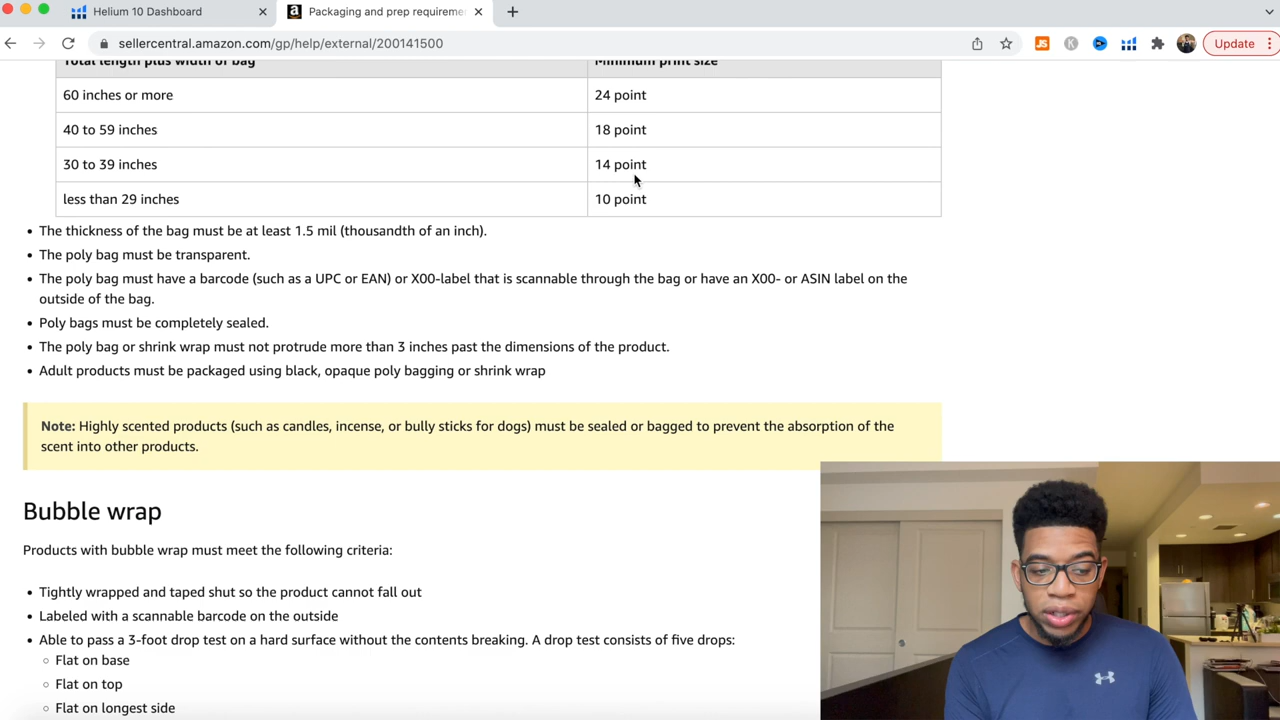 Helium 10 Dashboard
Packaging and prep requireme
sellercentral.amazon.com/gp/help/external/200141500
Update
Total length plus width of bag Minimum print size
60 inches or more 24 point
40 to 59 inches 18 point
30 to 39 inches 14 point
less than 29 inches 10 point
• The thickness of the bag must be at least 1.5 mil (thousandth of an inch).
• The poly bag must be transparent.
• The poly bag must have a barcode (such as a UPC or EAN) or X00-label that is scannable through the bag or have an X00- or ASIN label on the
outside of the bag.
• Poly bags must be completely sealed.
• The poly bag or shrink wrap must not protrude more than 3 inches past the dimensions of the product.
• Adult products must be packaged using black, opaque poly bagging or shrink wrap
Note: Highly scented products (such as candles, incense, or bully sticks for dogs) must be sealed or bagged to prevent the absorption of the
scent into other products.
Bubble wrap
Products with bubble wrap must meet the following criteria:
• Tightly wrapped and taped shut so the product cannot fall out
• Labeled with a scannable barcode on the outside
• Able to pass a 3-foot drop test on a hard surface without the contents breaking. A drop test consists of five drops:
○ Flat on base
○ Flat on top
○ Flat on longest side